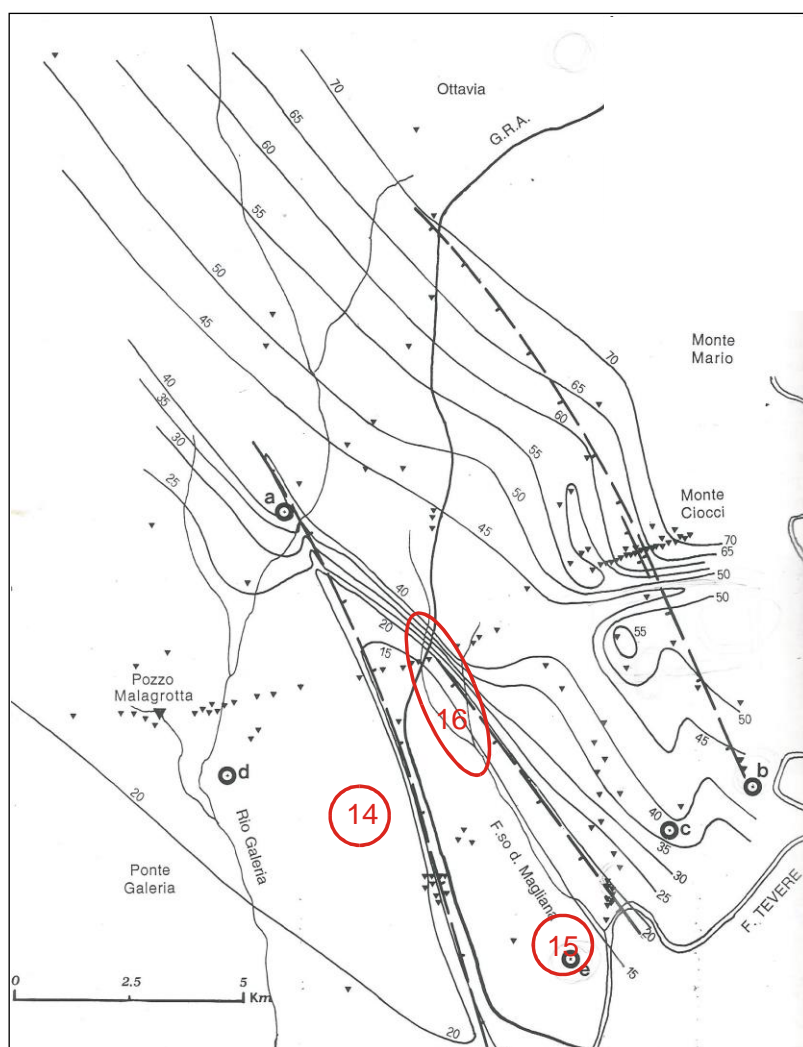 Ottavia
G.R.A.
70
65
60
55
50
45
40
35
30
25
Monte
Mario
70
65
60
55
50
45
Monte
Ciocci
70
65
50
50
a
40
20
15
55
50
45
Pozzo
Malagrotta
16
d
b
20
14
40
c
35
30
25
20
Rio Galeria
Ponte
Galeria
F.so d. Magliana
F. TEVERE
15
e
15
0
2.5
5
Km
20